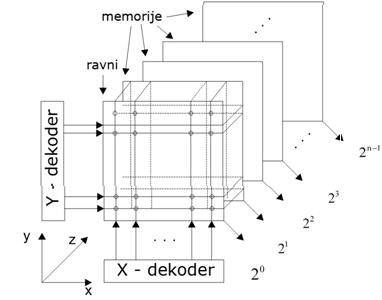 memorije
ravni
Y - dekoder
y
z
x
X - dekoder
2^0
2^1
2^2
2^3
2^{n-1}
. . .
. . .
. . .